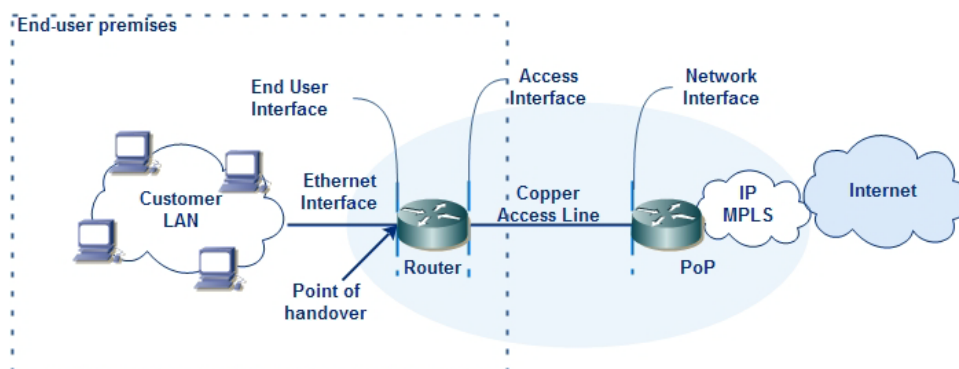 End-user premises
End User
Interface
Access
Interface
Network
Interface
Customer
LAN
Ethernet
Interface
Copper
Access Line
IP
MPLS
Internet
Router
PoP
Point of
handover